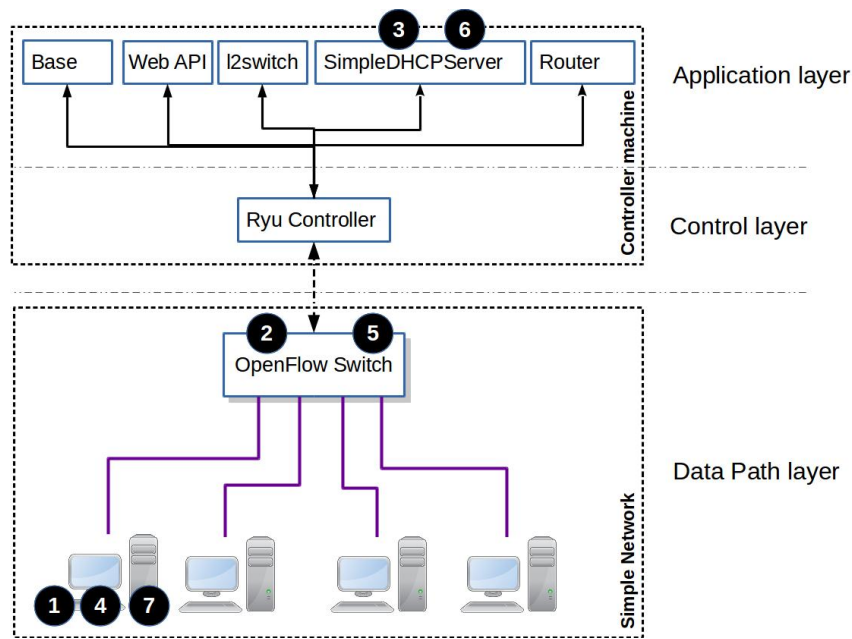 3 6
Base Web API l2switch SimpleDHCPServer Router
Application layer
Controller machine
Ryu Controller
Control layer
2 5
OpenFlow Switch
Data Path layer
Simple Network
1 4 7